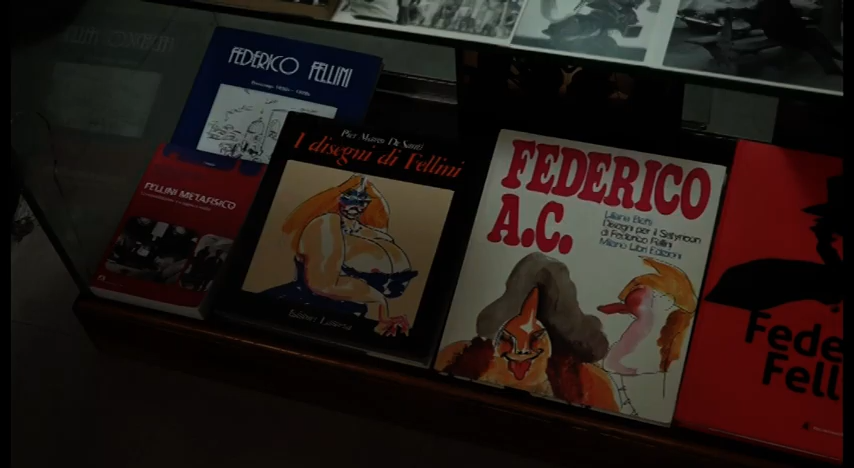 FEDERICO FELLINI
FELLINI METAFISICO
Pier Marco De Santi
I disegni di Fellini
Editori Laterza
FEDERICO
A.C.
Liliana Betti
Disegni per il Satyricon
di Federico Fellini
Milano Libri Edizioni
Fede
Fell